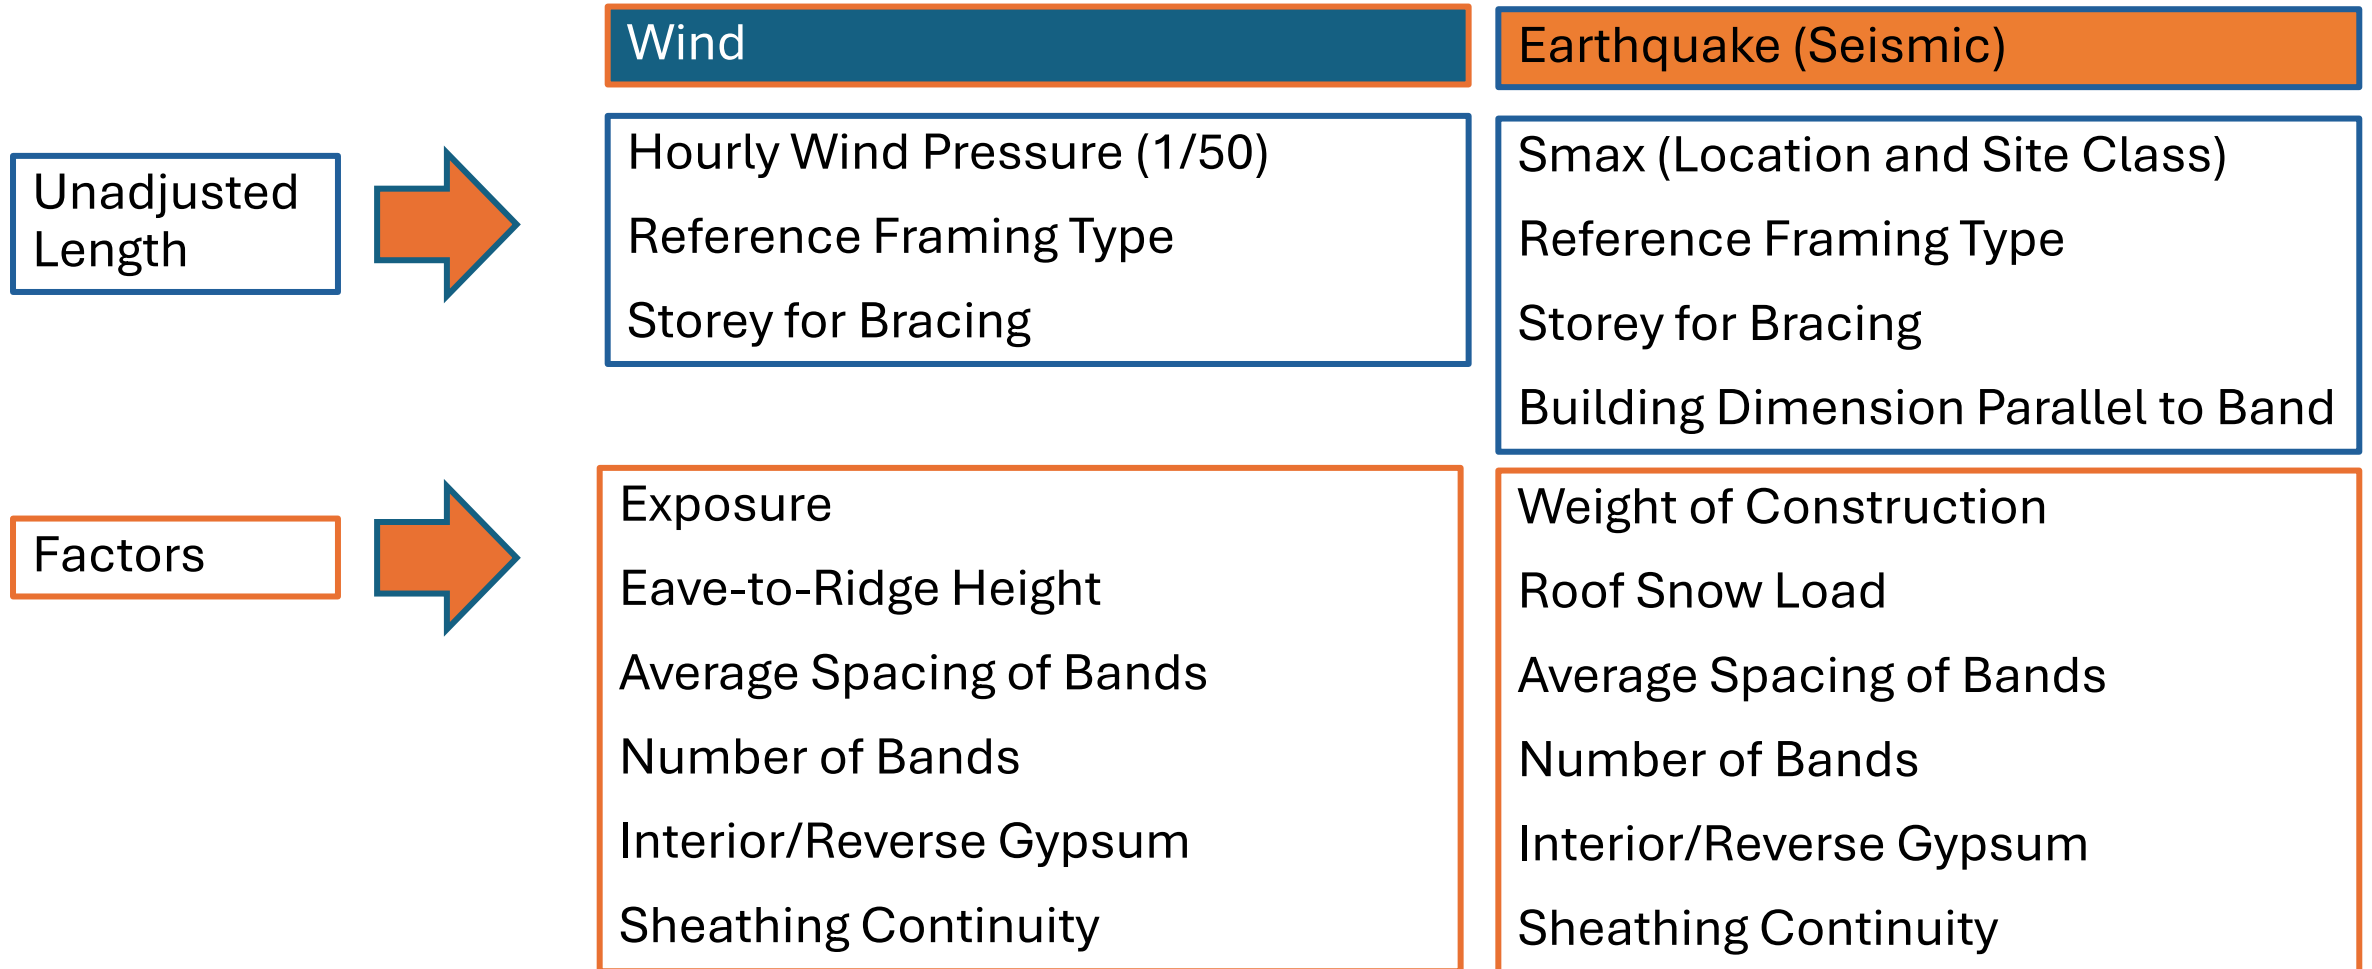 Wind
Earthquake (Seismic)
Unadjusted
Length
Hourly Wind Pressure (1/50)
Reference Framing Type
Storey for Bracing
Smax (Location and Site Class)
Reference Framing Type
Storey for Bracing
Building Dimension Parallel to Band
Factors
Exposure
Eave-to-Ridge Height
Average Spacing of Bands
Number of Bands
Interior/Reverse Gypsum
Sheathing Continuity
Weight of Construction
Roof Snow Load
Average Spacing of Bands
Number of Bands
Interior/Reverse Gypsum
Sheathing Continuity